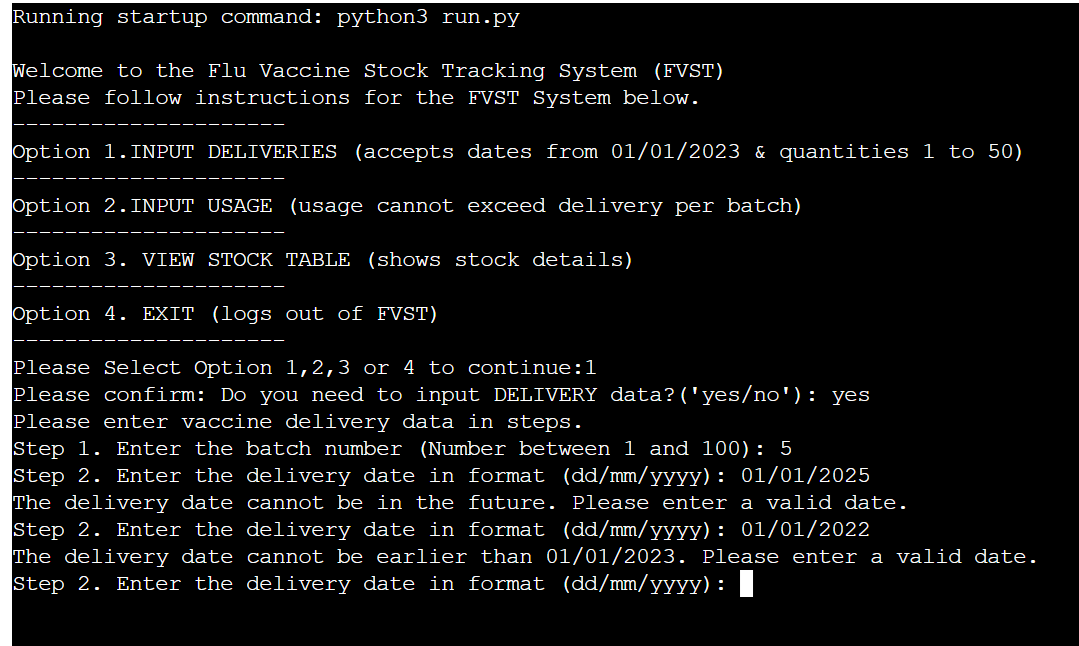 Running startup command: python3 run.py
Welcome to the Flu Vaccine Stock Tracking System (FVST)
Please follow instructions for the FVST System below.
---------------------
Option 1.INPUT DELIVERIES (accepts dates from 01/01/2023 & quantities 1 to 50)
---------------------
Option 2.INPUT USAGE (usage cannot exceed delivery per batch)
---------------------
Option 3. VIEW STOCK TABLE (shows stock details)
---------------------
Option 4. EXIT (logs out of FVST)
---------------------
Please Select Option 1,2,3 or 4 to continue:1
Please confirm: Do you need to input DELIVERY data?('yes/no'): yes
Please enter vaccine delivery data in steps.
Step 1. Enter the batch number (Number between 1 and 100): 5
Step 2. Enter the delivery date in format (dd/mm/yyyy): 01/01/2025
The delivery date cannot be in the future. Please enter a valid date.
Step 2. Enter the delivery date in format (dd/mm/yyyy): 01/01/2022
The delivery date cannot be earlier than 01/01/2023. Please enter a valid date.
Step 2. Enter the delivery date in format (dd/mm/yyyy):